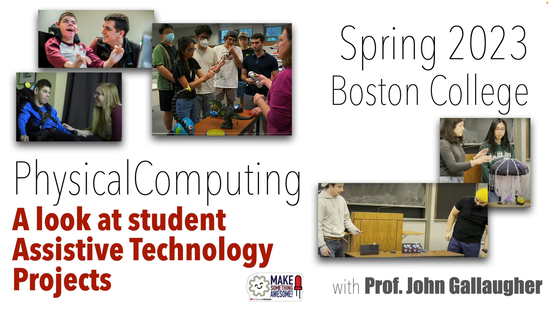 Spring 2023
Boston College
PhysicalComputing
A look at student
Assistive Technology
Projects
MAKE
SOMETHING
AWESOME!
with Prof. John Gallaugher